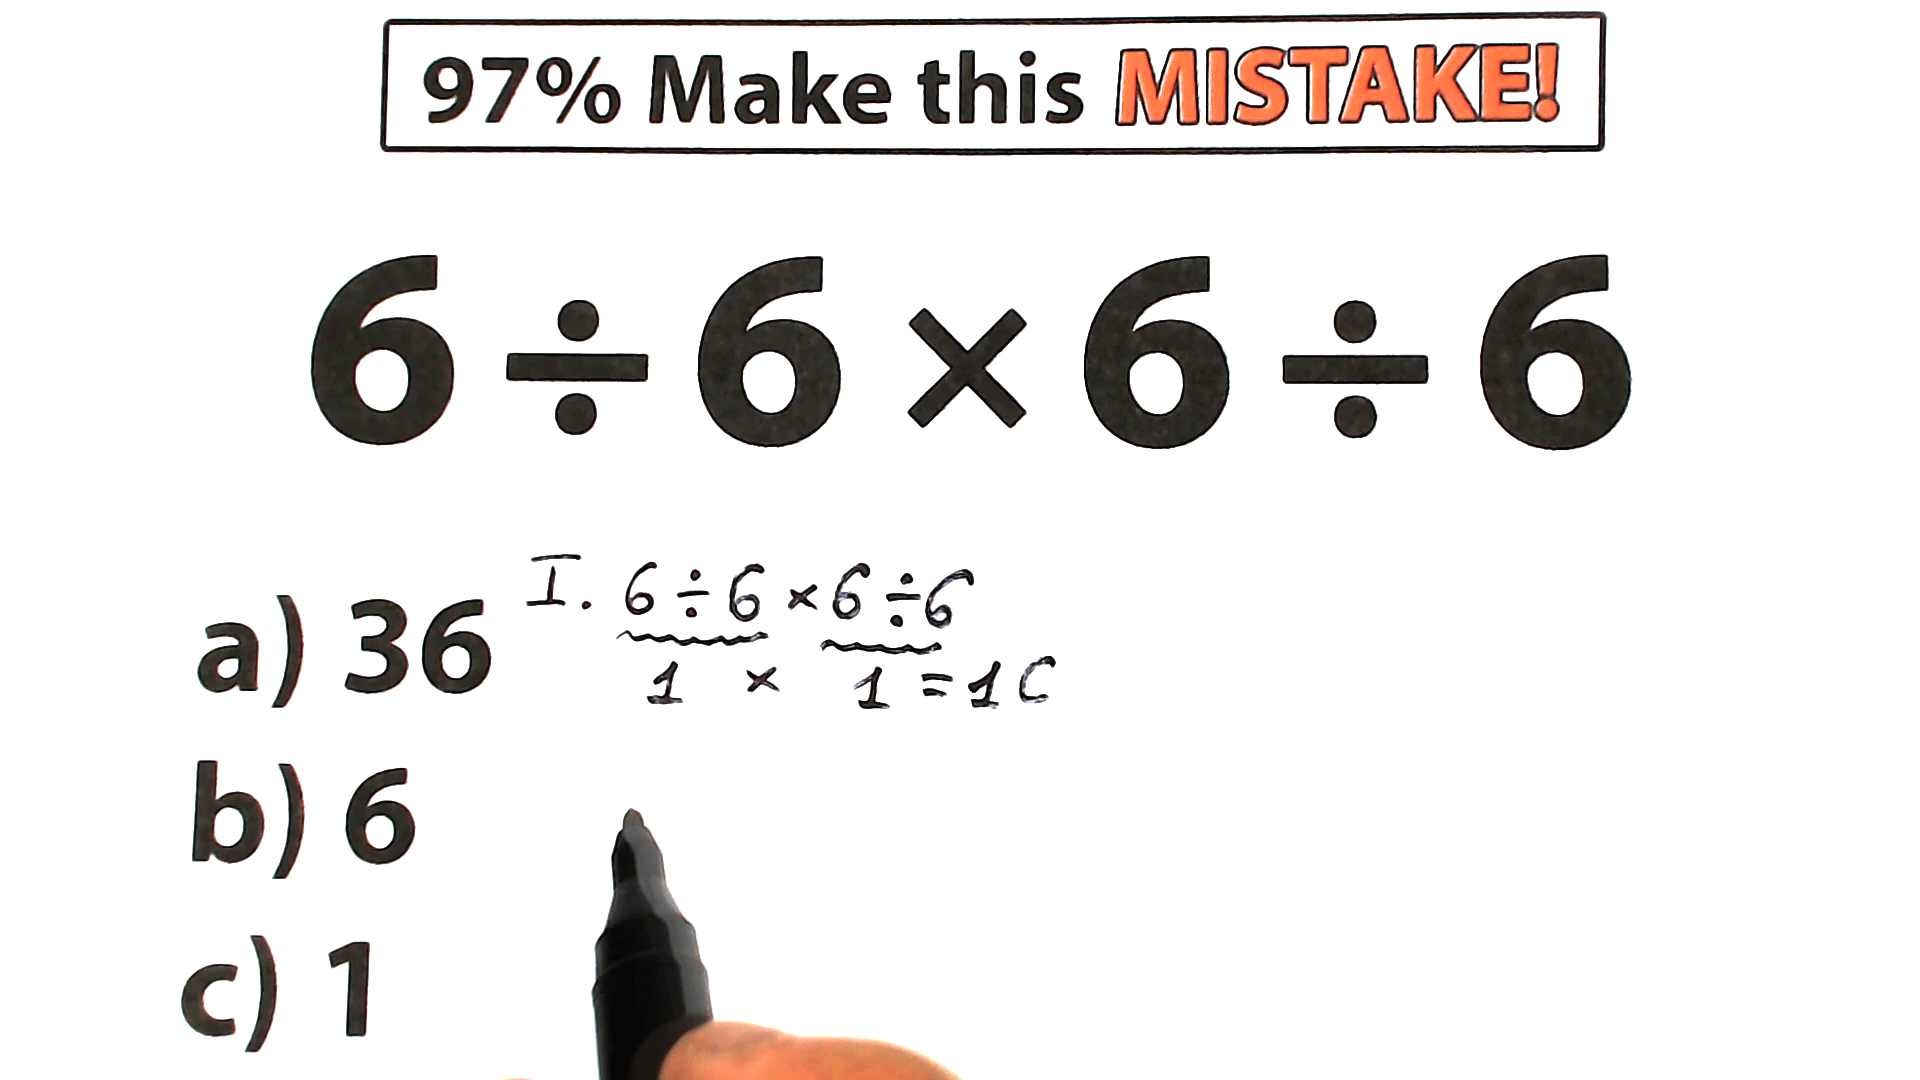 97% Make this MISTAKE!
6 ÷ 6 × 6 ÷ 6
a) 36
I. 6 ÷ 6 × 6 ÷ 6
1 × 1 = 1 C
b) 6
c) 1